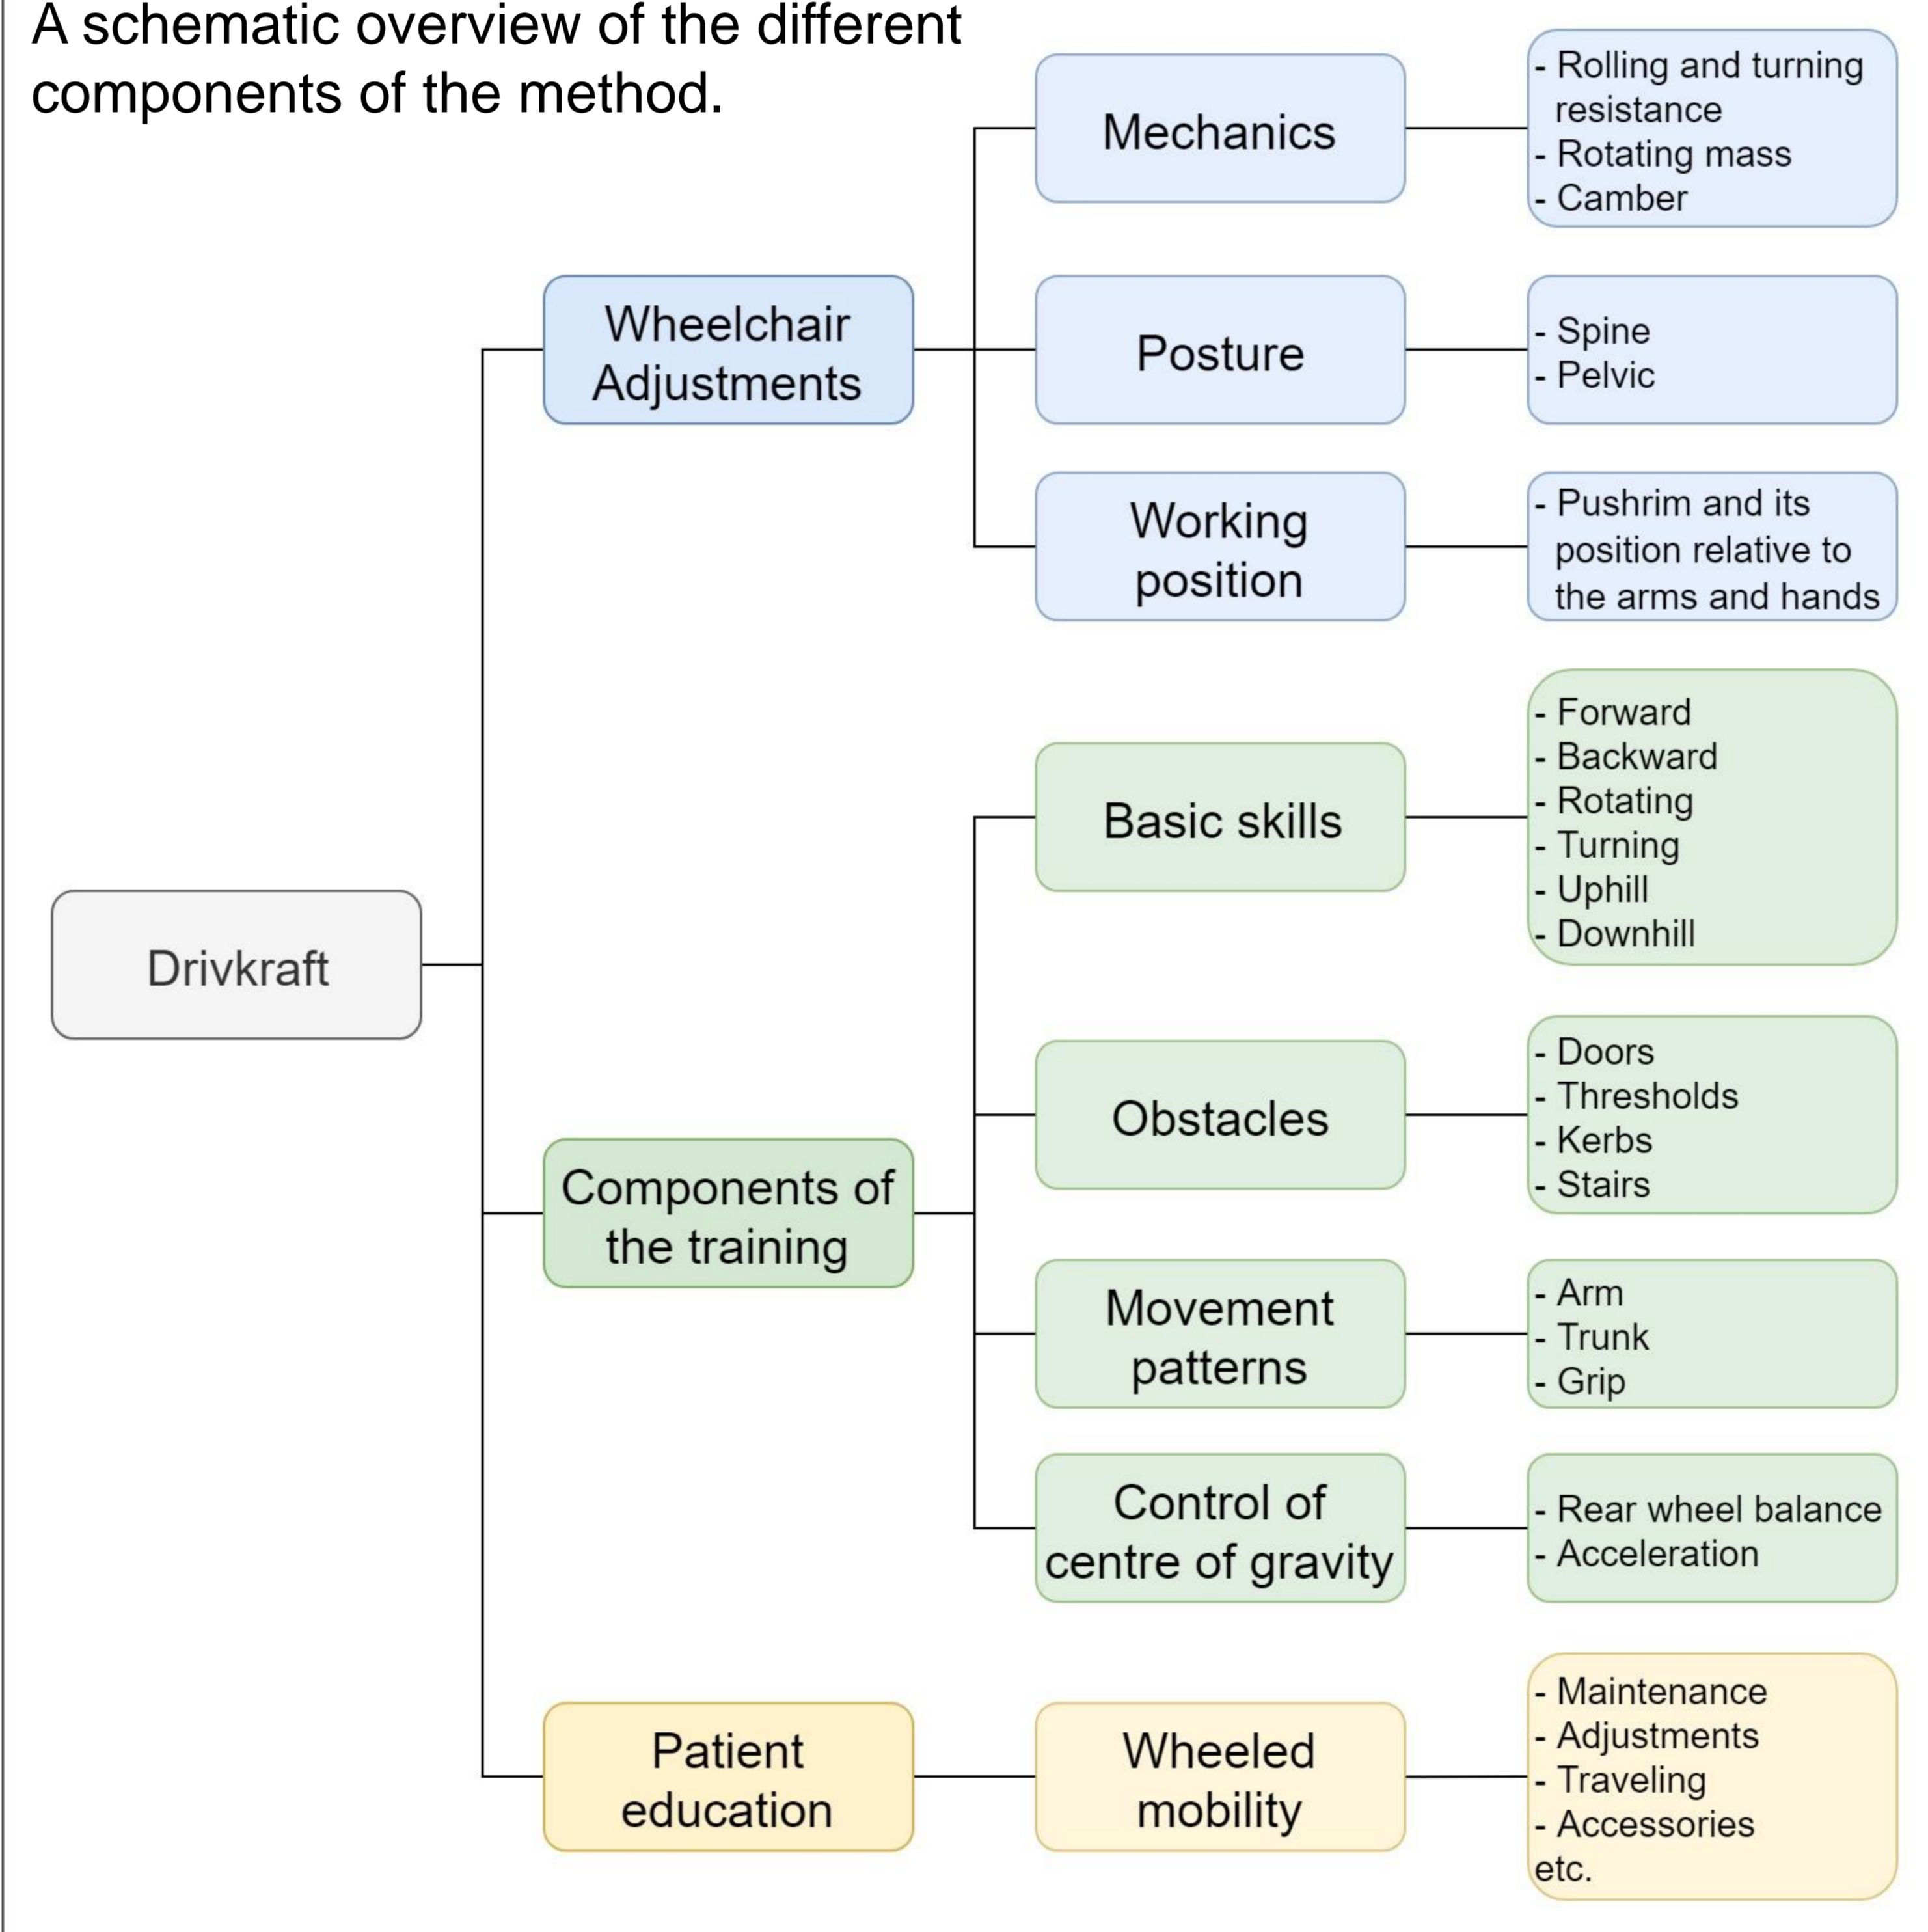 A schematic overview of the different
components of the method.
Drivkraft
Wheelchair
Adjustments
Mechanics
- Rolling and turning
resistance
- Rotating mass
- Camber
Posture
- Spine
- Pelvic
Working
position
- Pushrim and its
position relative to
the arms and hands
Components of
the training
Basic skills
- Forward
- Backward
- Rotating
- Turning
- Uphill
- Downhill
Obstacles
- Doors
- Thresholds
- Kerbs
- Stairs
Movement
patterns
- Arm
- Trunk
- Grip
Control of
centre of gravity
- Rear wheel balance
- Acceleration
Patient
education
Wheeled
mobility
- Maintenance
- Adjustments
- Traveling
- Accessories
etc.